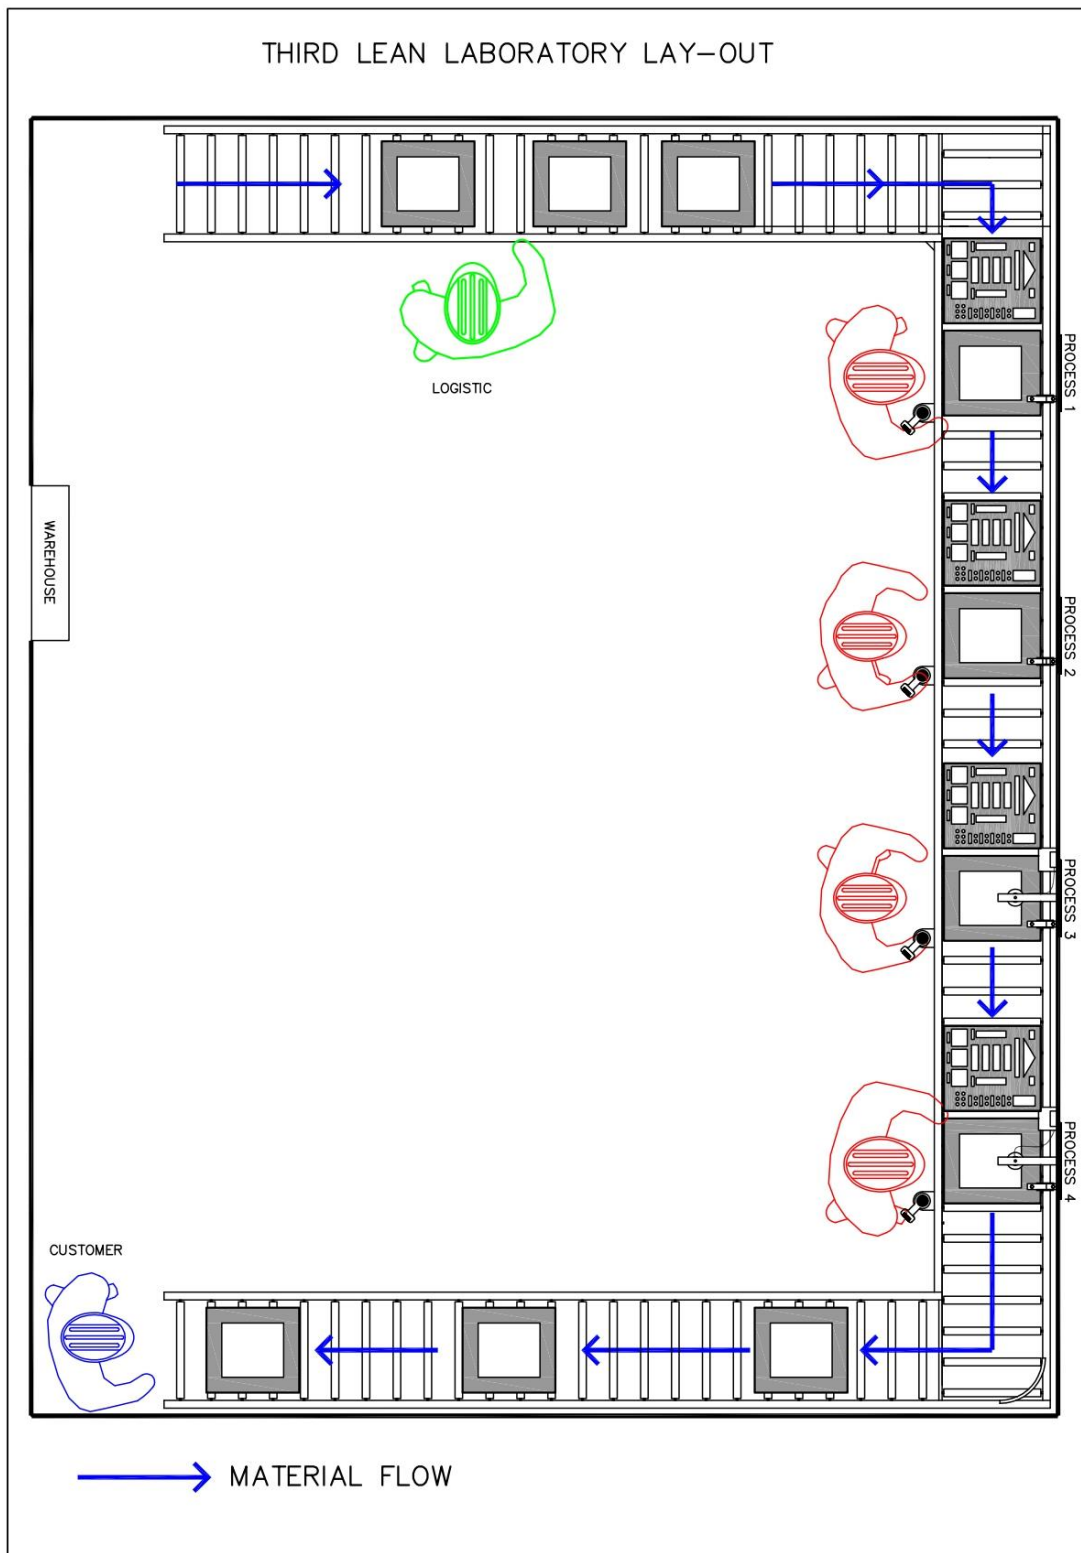 THIRD LEAN LABORATORY LAY-OUT
LOGISTIC
PROCESS 1
WAREHOUSE
PROCESS 2
PROCESS 3
PROCESS 4
CUSTOMER
MATERIAL FLOW